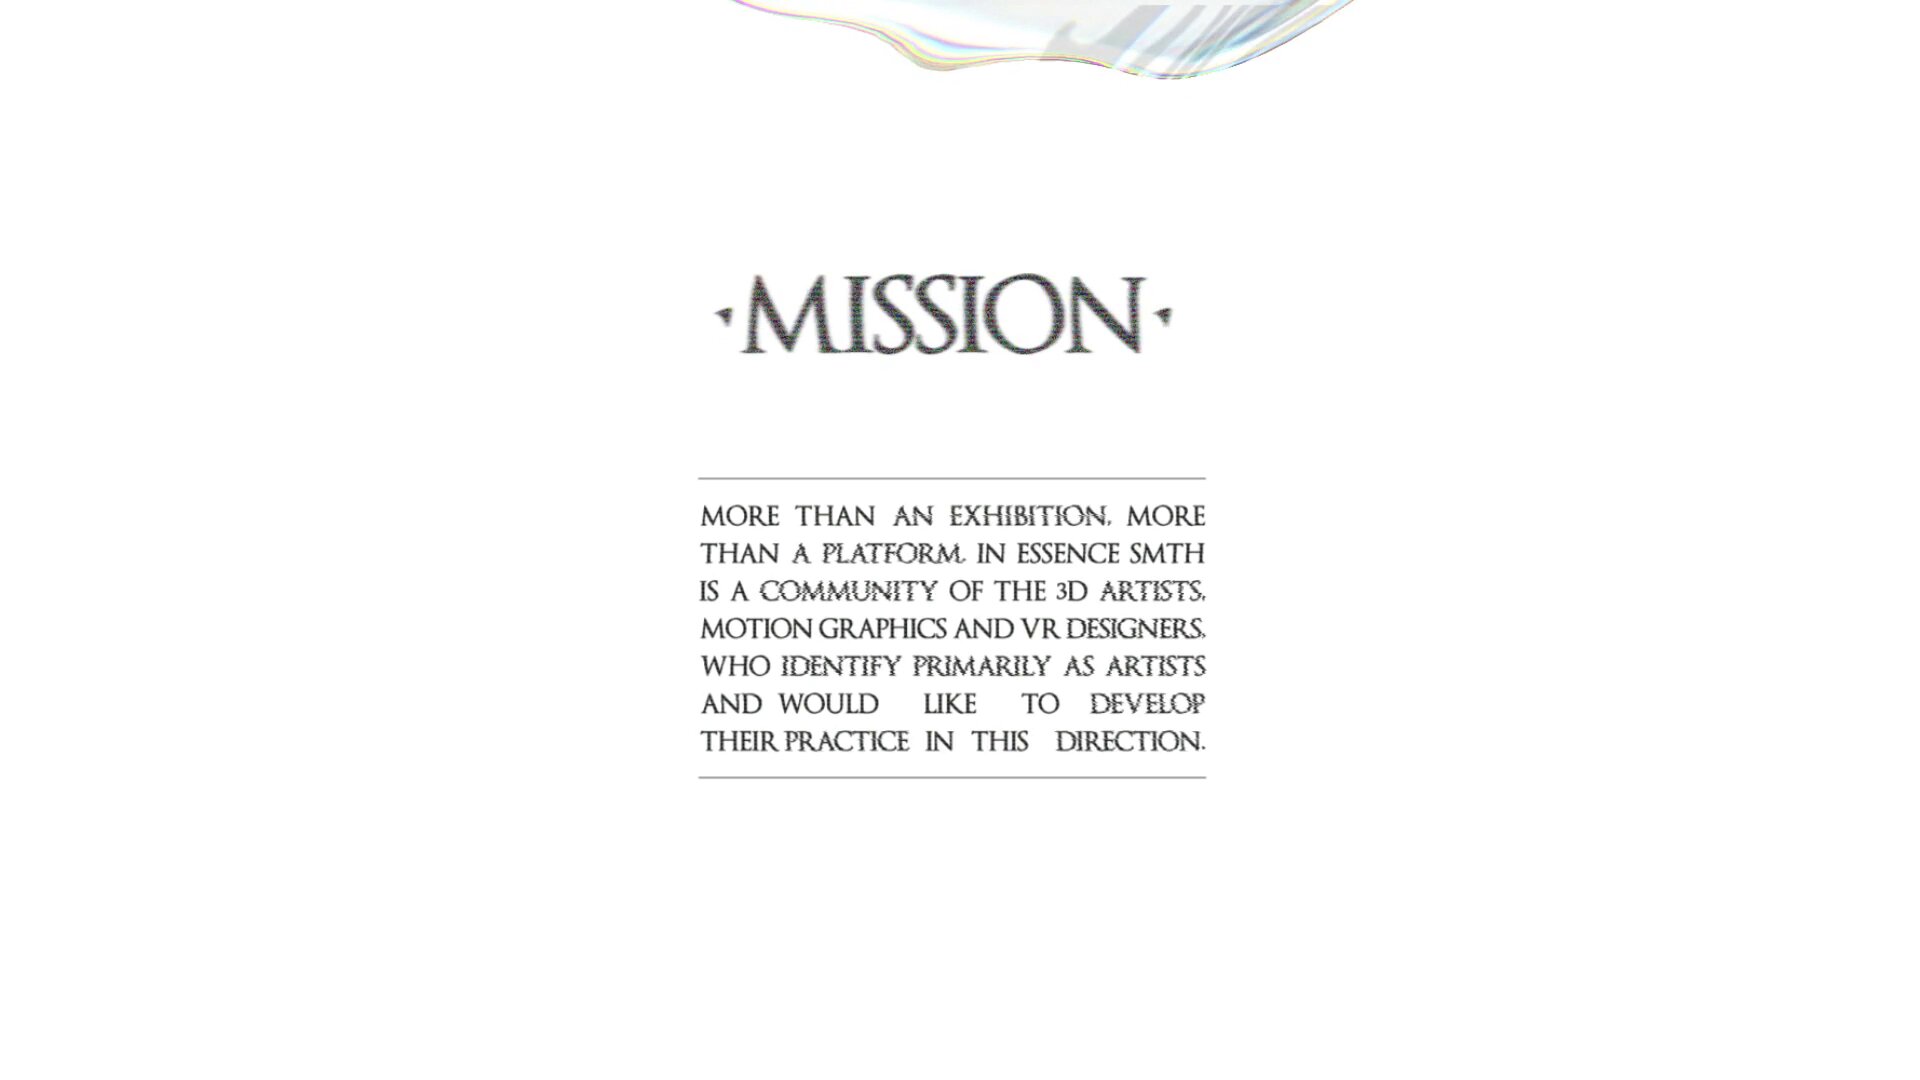 ·MISSION·
MORE THAN AN EXHIBITION, MORE
THAN A PLATFORM. IN ESSENCE SMTH
IS A COMMUNITY OF THE 3D ARTISTS,
MOTION GRAPHICS AND VR DESIGNERS,
WHO IDENTIFY PRIMARILY AS ARTISTS
AND WOULD LIKE TO DEVELOP
THEIR PRACTICE IN THIS DIRECTION.